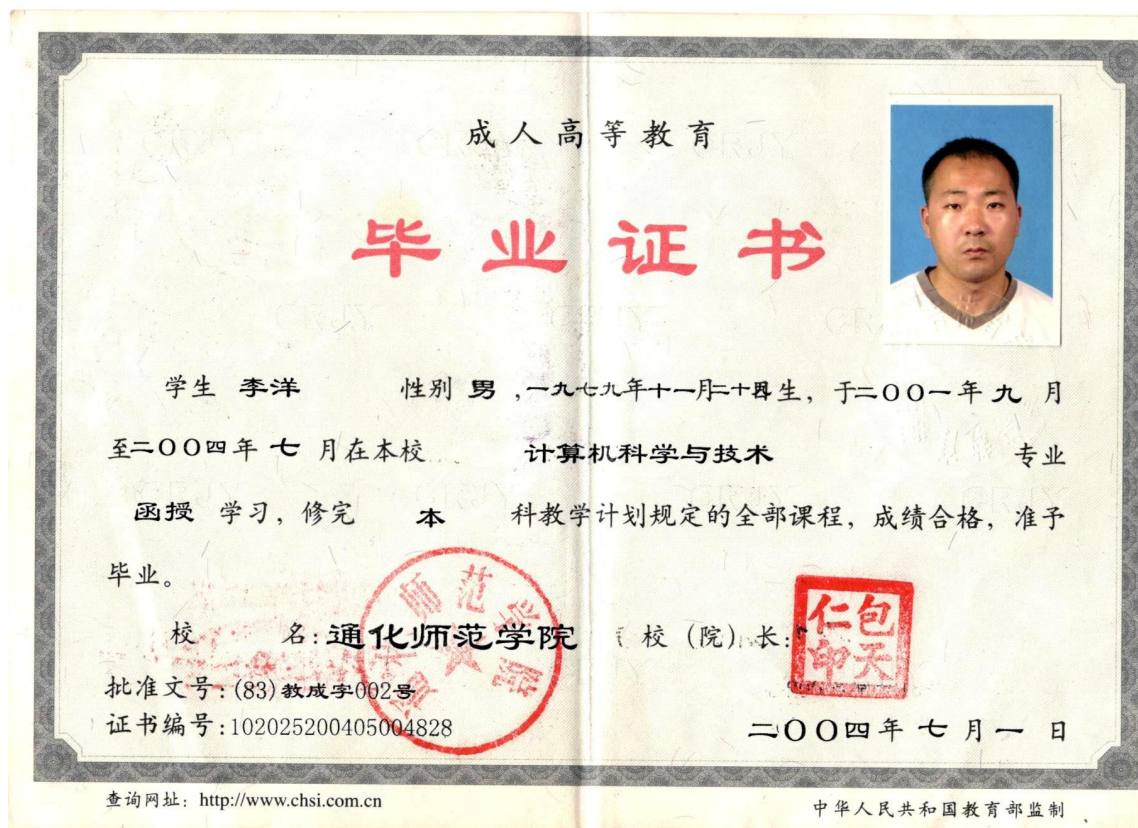 成人高等教育
毕业证书
学生 李洋 性别 男 ,一九七九年十一月二十四日生，于二〇〇一年 九 月
至二〇〇四年 七 月在本校 计算机科学与技术 专业
函授 学习，修完 本 科教学计划规定的全部课程，成绩合格，准予
毕业。
校 名:通化师范学院 校（院）长:
包天仁印
批准文号:(83)教成字002号
证书编号:102025200405004828
二〇〇四年 七 月 一 日
查询网址：http://www.chsi.com.cn
中华人民共和国教育部监制